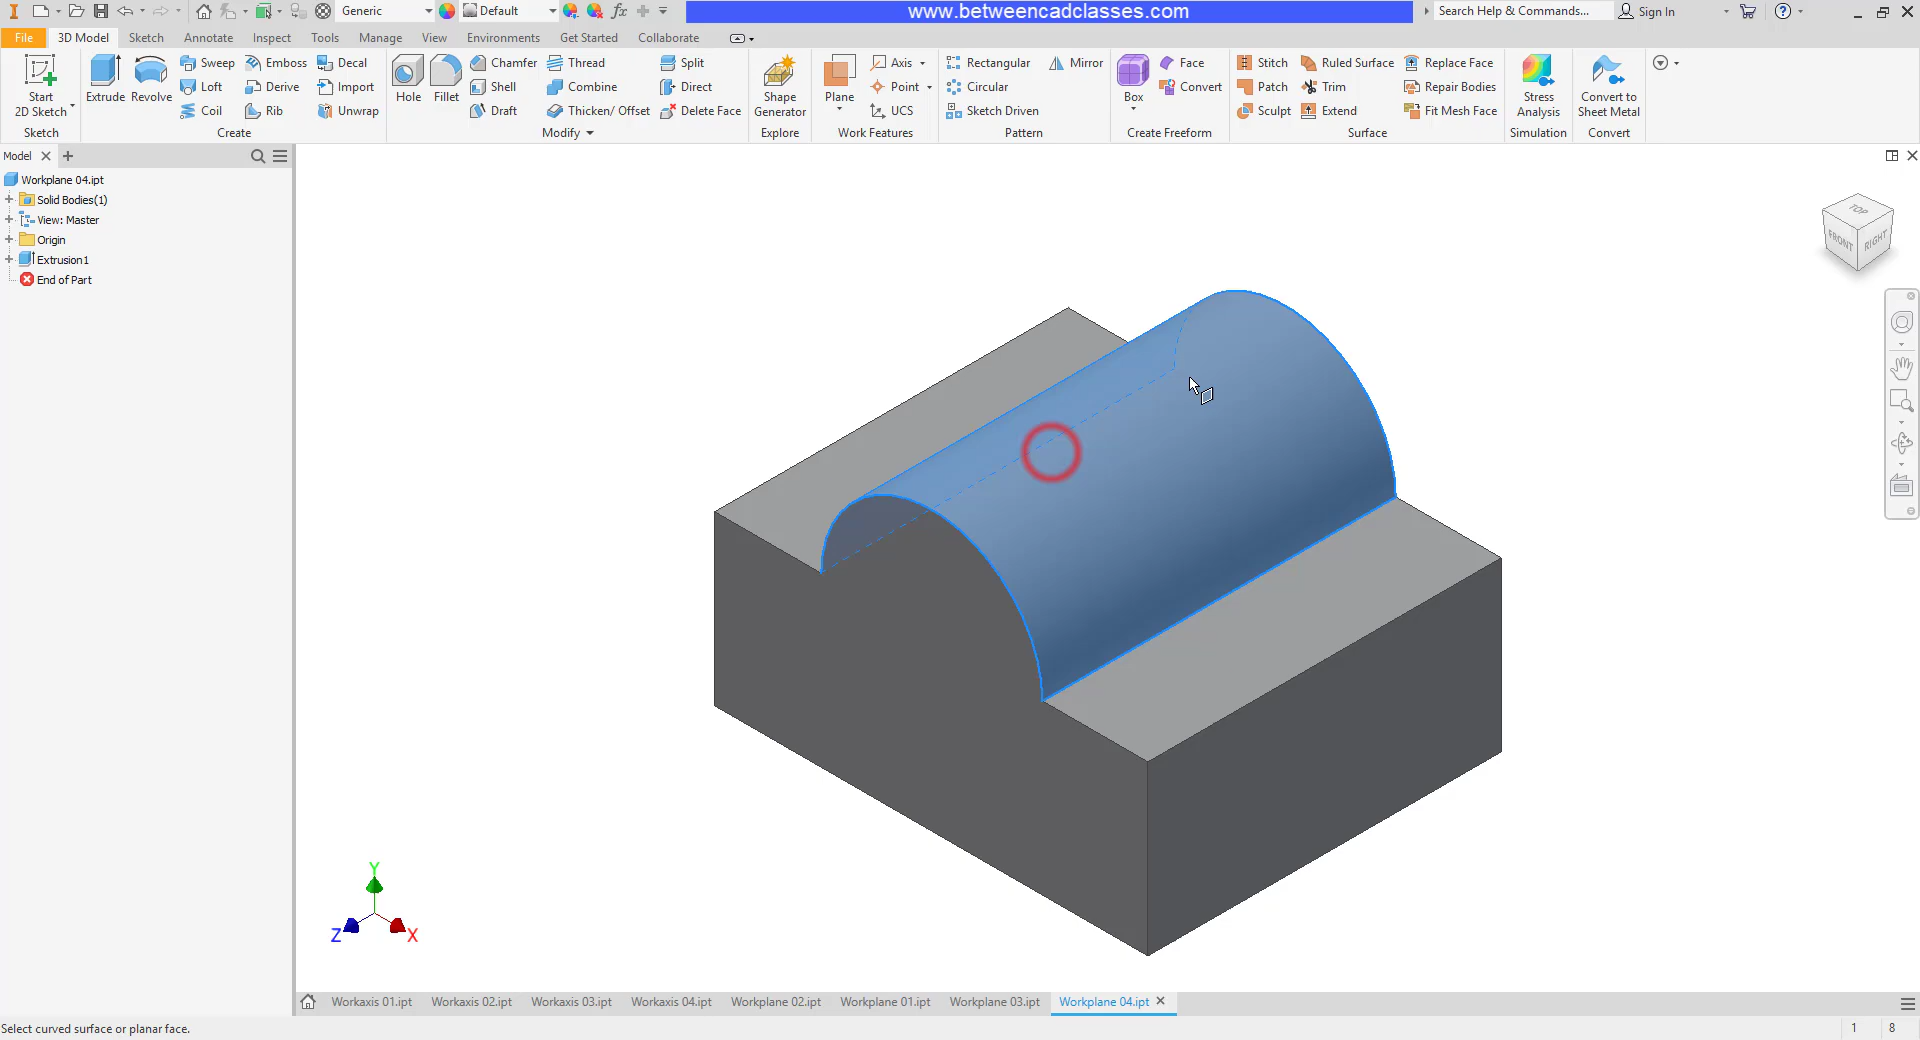 Generic
Default
fx
www.betweencadclasses.com
Search Help & Commands...
Sign In
File
3D Model
Sketch
Annotate
Inspect
Tools
Manage
View
Environments
Get Started
Collaborate
Start
2D Sketch
Sketch
Extrude
Revolve
Sweep
Emboss
Decal
Loft
Derive
Import
Coil
Rib
Unwrap
Create
Hole
Fillet
Chamfer
Thread
Split
Shell
Combine
Direct
Draft
Thicken/ Offset
Delete Face
Modify
Shape
Generator
Explore
Plane
Axis
Point
UCS
Work Features
Rectangular
Mirror
Circular
Sketch Driven
Pattern
Box
Face
Convert
Create Freeform
Stitch
Ruled Surface
Replace Face
Patch
Trim
Repair Bodies
Sculpt
Extend
Fit Mesh Face
Surface
Stress
Analysis
Simulation
Convert to
Sheet Metal
Convert
Model
Workplane 04.ipt
Solid Bodies(1)
View: Master
Origin
Extrusion1
End of Part
TOP
FRONT
RIGHT
Y
Z
X
Workaxis 01.ipt
Workaxis 02.ipt
Workaxis 03.ipt
Workaxis 04.ipt
Workplane 02.ipt
Workplane 01.ipt
Workplane 03.ipt
Workplane 04.ipt
Select curved surface or planar face.
1
8